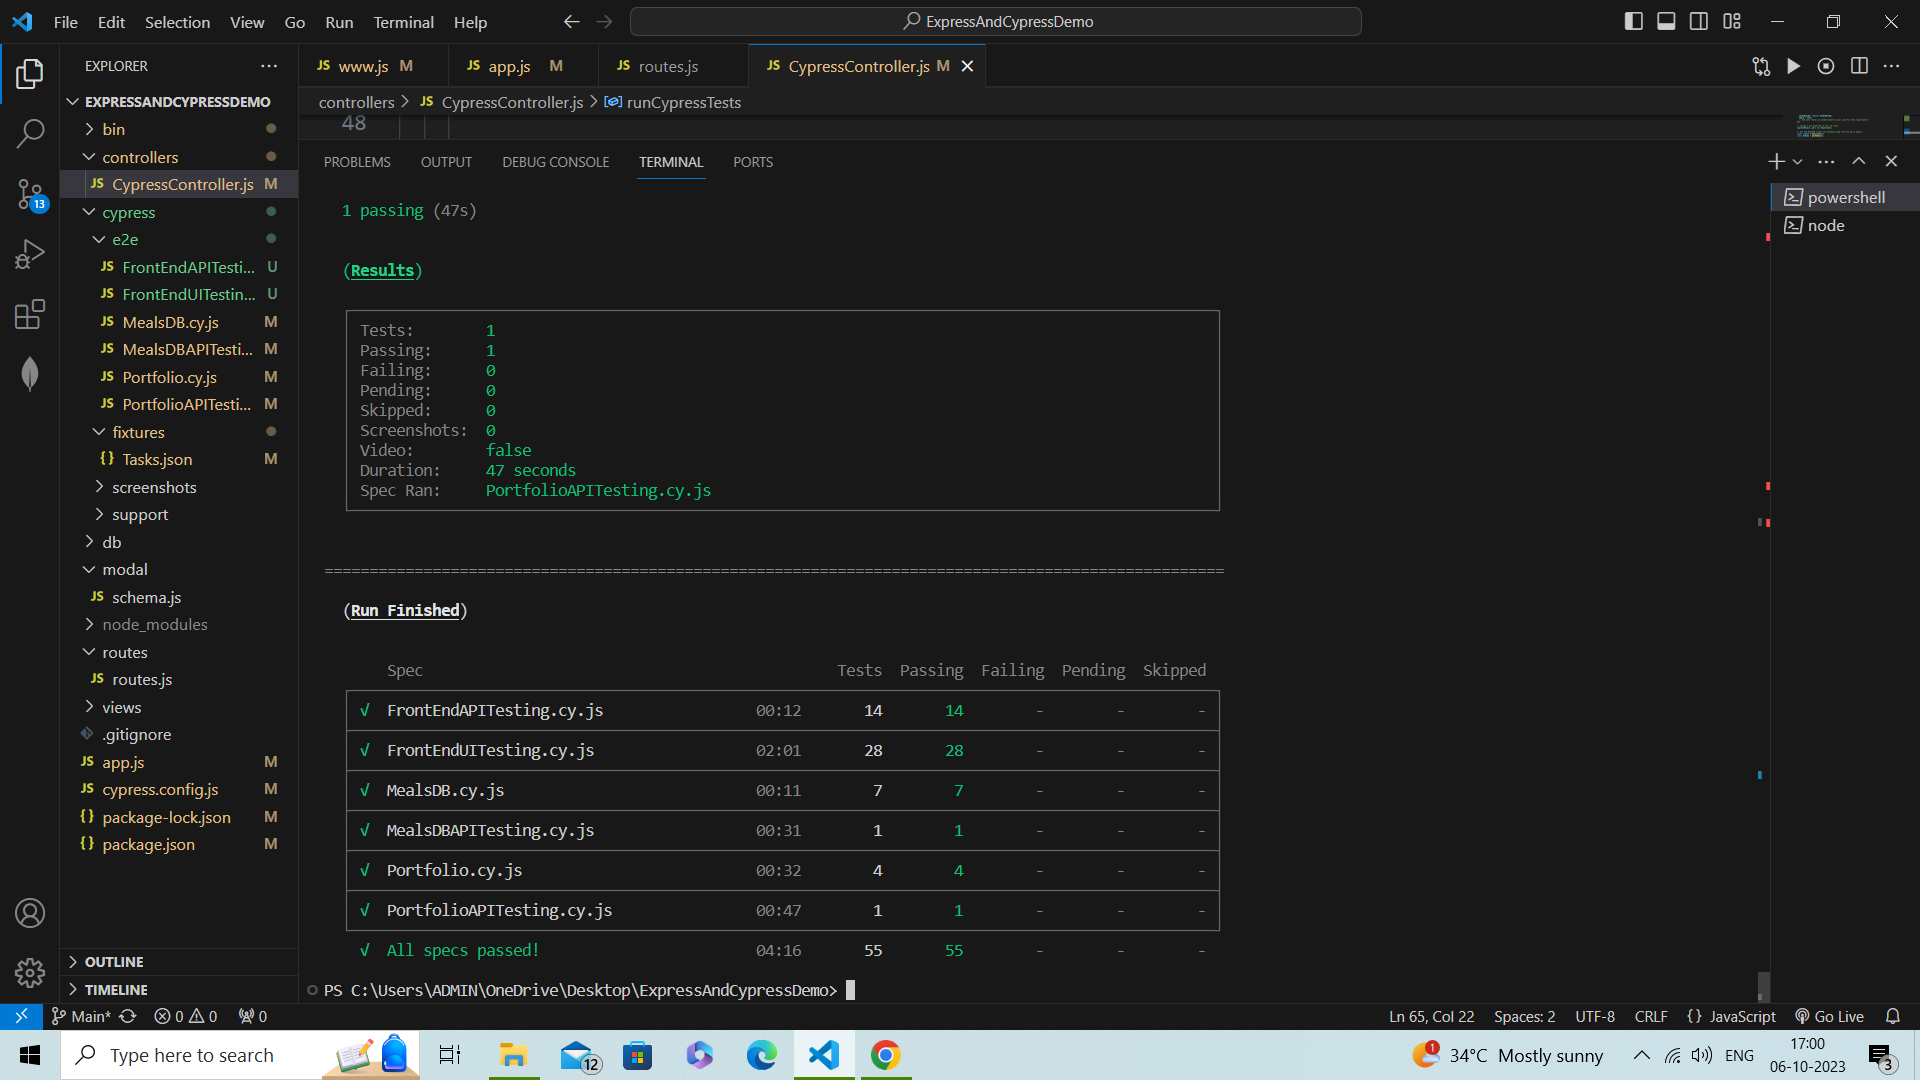 File Edit Selection View Go Run Terminal Help
ExpressAndCypressDemo
EXPLORER
JS www.js M
JS app.js M
JS routes.js
JS CypressController.js M
controllers > JS CypressController.js > runCypressTests
48
EXPRESSANDCYPRESSDEMO
bin
controllers
JS CypressController.js M
cypress
e2e
JS FrontEndAPITesti... U
JS FrontEndUITestin... U
JS MealsDB.cy.js M
JS MealsDBAPITesti... M
JS Portfolio.cy.js M
JS PortfolioAPITesti... M
fixtures
{} Tasks.json M
screenshots
support
db
modal
JS schema.js
node_modules
routes
JS routes.js
views
.gitignore
JS app.js M
JS cypress.config.js M
{} package-lock.json M
{} package.json M
OUTLINE
TIMELINE
13
PROBLEMS OUTPUT DEBUG CONSOLE TERMINAL PORTS
powershell
node
1 passing (47s)
(Results)
Tests: 1
Passing: 1
Failing: 0
Pending: 0
Skipped: 0
Screenshots: 0
Video: false
Duration: 47 seconds
Spec Ran: PortfolioAPITesting.cy.js
====================================================================================================
(Run Finished)
Spec Tests Passing Failing Pending Skipped
√ FrontEndAPITesting.cy.js 00:12 14 14 - - -
√ FrontEndUITesting.cy.js 02:01 28 28 - - -
√ MealsDB.cy.js 00:11 7 7 - - -
√ MealsDBAPITesting.cy.js 00:31 1 1 - - -
√ Portfolio.cy.js 00:32 4 4 - - -
√ PortfolioAPITesting.cy.js 00:47 1 1 - - -
√ All specs passed! 04:16 55 55 - - -
PS C:\Users\ADMIN\OneDrive\Desktop\ExpressAndCypressDemo>
Main* 0 0 0
Ln 65, Col 22 Spaces: 2 UTF-8 CRLF {} JavaScript Go Live
Type here to search
12
1 34°C Mostly sunny
ENG
17:00
06-10-2023
3